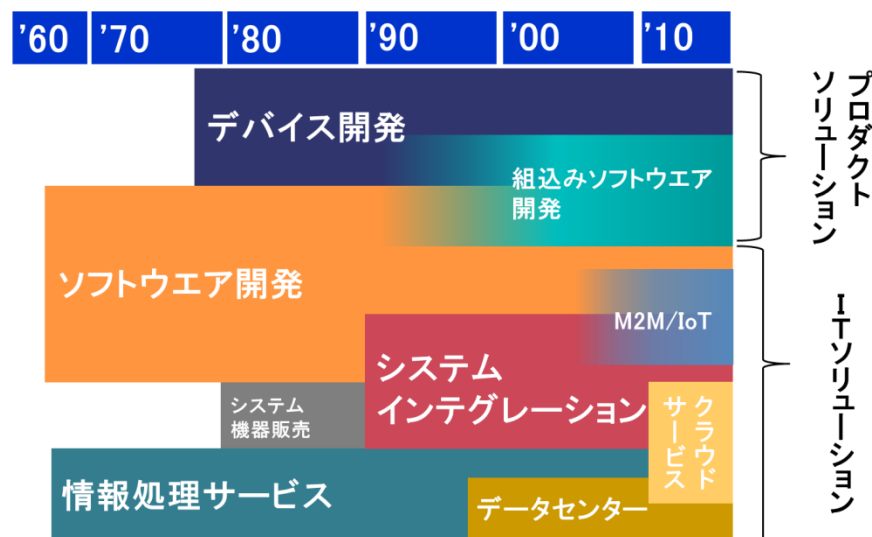 ’60
’70
’80
’90
’00
’10
デバイス開発
組込みソフトウエア
開発
プロダクト
ソリューション
ソフトウエア開発
M2M/IoT
システム
インテグレーション
システム
機器販売
クラウド
サービス
情報処理サービス
データセンター
ITソリューション